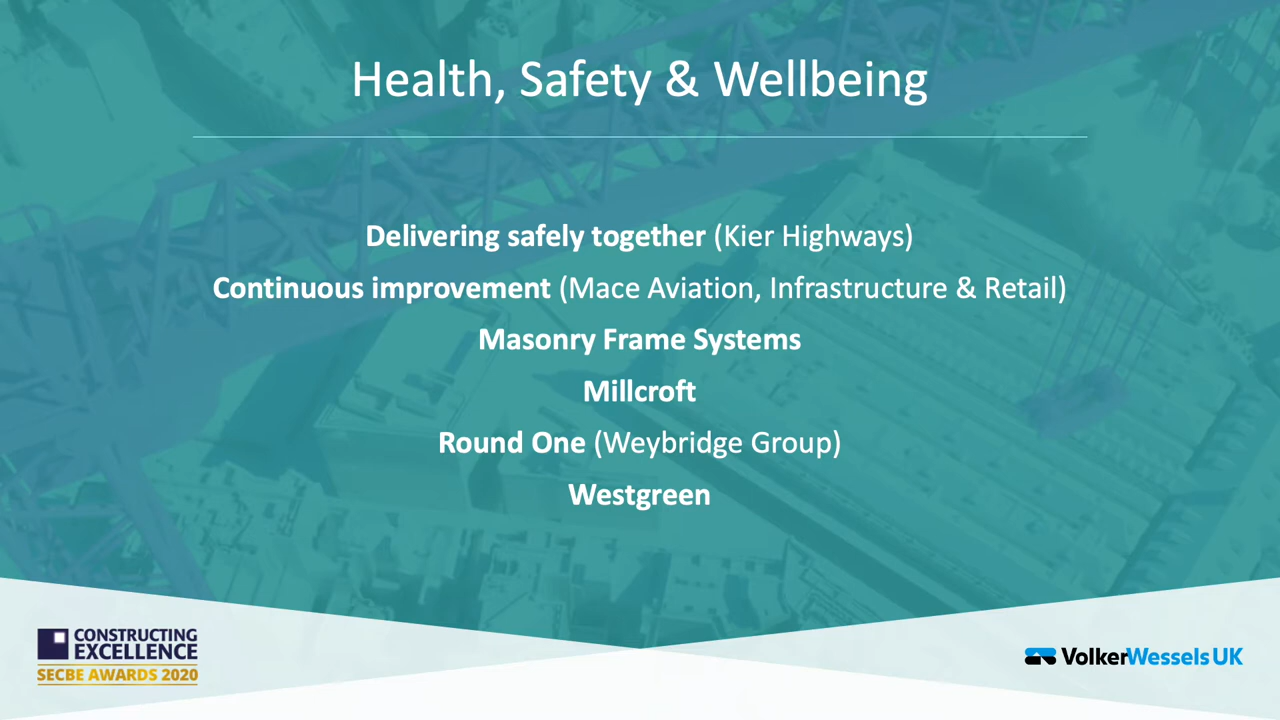 Health, Safety & Wellbeing
Delivering safely together (Kier Highways)
Continuous improvement (Mace Aviation, Infrastructure & Retail)
Masonry Frame Systems
Millcroft
Round One (Weybridge Group)
Westgreen
CONSTRUCTING
EXCELLENCE
SECBE AWARDS 2020
VolkerWessels UK